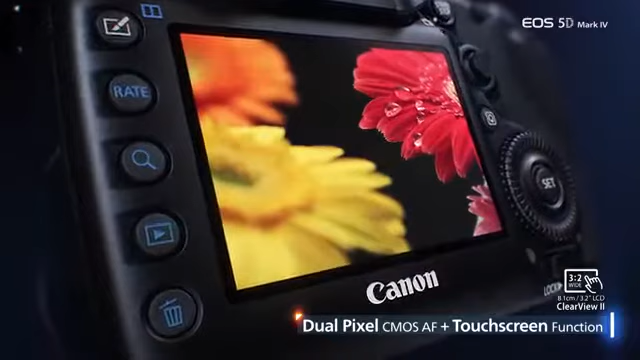 EOS 5D Mark IV
RATE
SET
Canon
3:2
WIDE
LOCK
8.1cm / 3.2" LCD
ClearView II
Dual Pixel CMOS AF + Touchscreen Function